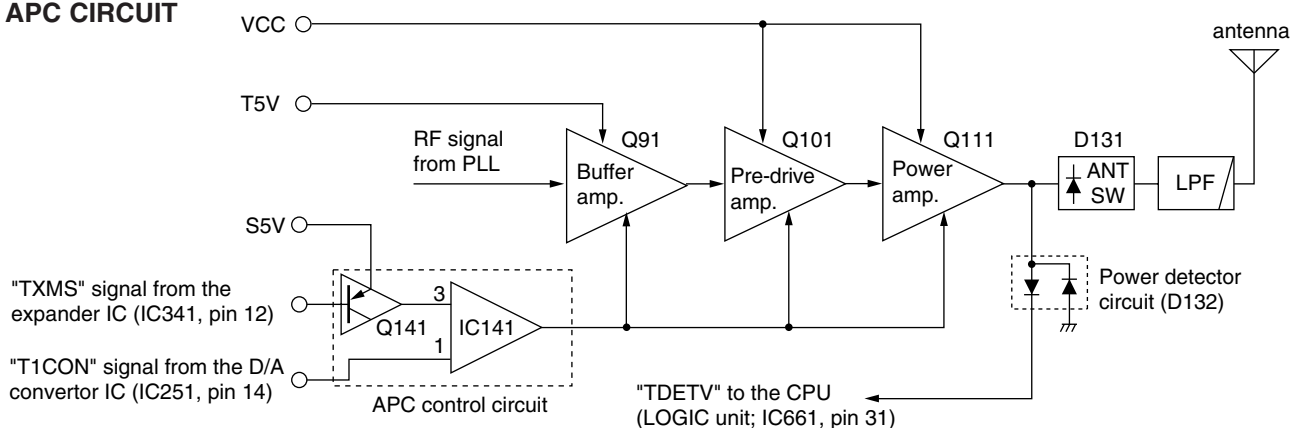 APC CIRCUIT
VCC
antenna
T5V
RF signal
from PLL
Q91
Buffer
amp.
Q101
Pre-drive
amp.
Q111
Power
amp.
D131
ANT
SW
LPF
S5V
"TXMS" signal from the
expander IC (IC341, pin 12)
Q141
3
IC141
1
"T1CON" signal from the D/A
convertor IC (IC251, pin 14)
APC control circuit
Power detector
circuit (D132)
"TDETV" to the CPU
(LOGIC unit; IC661, pin 31)